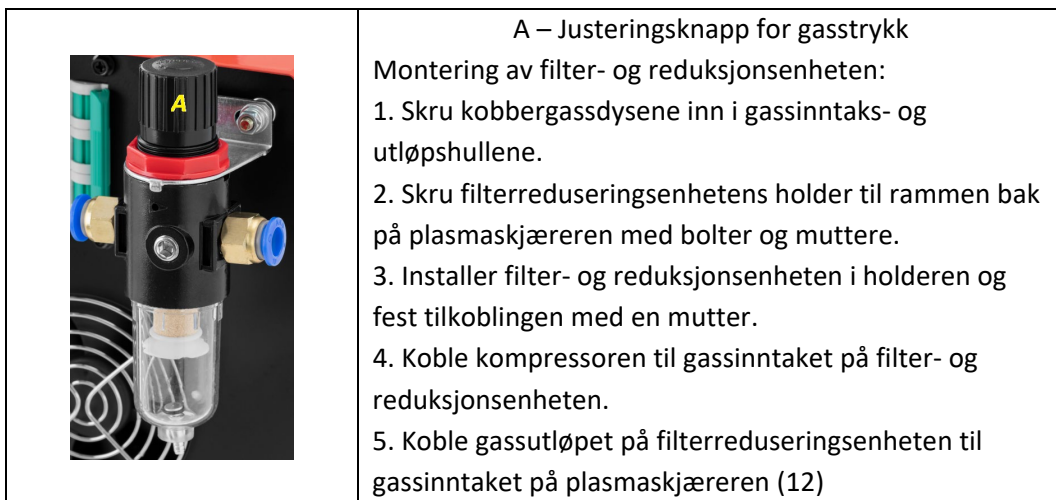 A
A – Justeringsknapp for gasstrykk
Montering av filter- og reduksjonsenheten:
1. Skru kobbergassdysene inn i gassinntaks- og
utløpshullene.
2. Skru filterreduseringsenhetens holder til rammen bak
på plasmaskjæreren med bolter og muttere.
3. Installer filter- og reduksjonsenheten i holderen og
fest tilkoblingen med en mutter.
4. Koble kompressoren til gassinntaket på filter- og
reduksjonsenheten.
5. Koble gassutløpet på filterreduseringsenheten til
gassinntaket på plasmaskjæreren (12)